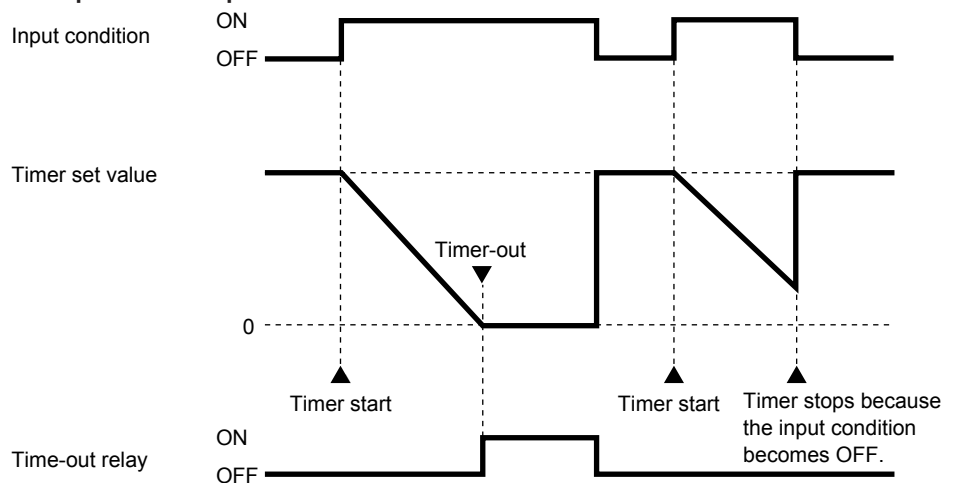 ON
Input condition
OFF
Timer set value
Timer-out
0
Timer start
Timer start
Timer stops because
the input condition
becomes OFF.
ON
Time-out relay
OFF